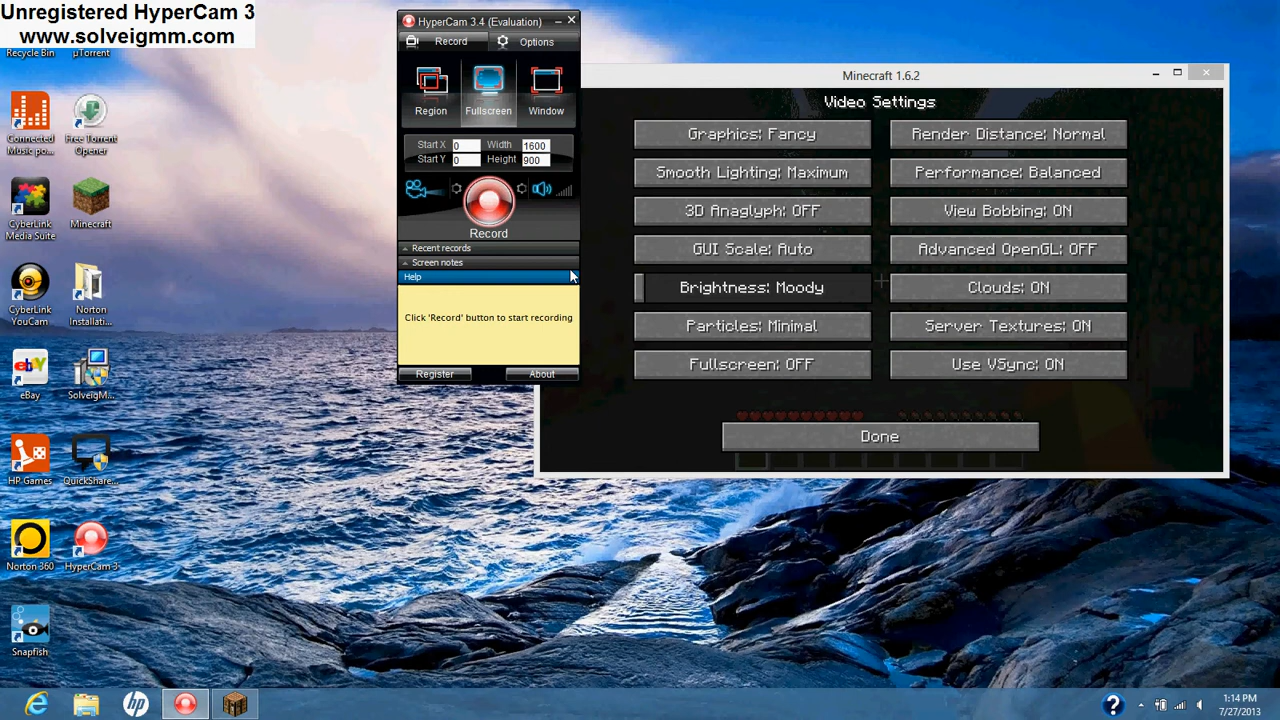 Unregistered HyperCam 3
www.solveigmm.com
Recycle Bin
µTorrent
Connected
Music po...
Free Torrent
Opener
CyberLink
Media Suite
Minecraft
CyberLink
YouCam
Norton
Installati...
eBay
SolveigM...
HP Games
QuickShare...
Norton 360
HyperCam 3
Snapfish
HyperCam 3.4 (Evaluation)
Record
Options
Region
Fullscreen
Window
Start X 0 Width 1600
Start Y 0 Height 900
Record
Recent records
Screen notes
Help
Click 'Record' button to start recording
Register
About
Minecraft 1.6.2
Video Settings
Graphics: Fancy
Render Distance: Normal
Smooth Lighting: Maximum
Performance: Balanced
3D Anaglyph: OFF
View Bobbing: ON
GUI Scale: Auto
Advanced OpenGL: OFF
Brightness: Moody
Clouds: ON
Particles: Minimal
Server Textures: ON
Fullscreen: OFF
Use VSync: ON
Done
hp
1:14 PM
7/27/2013